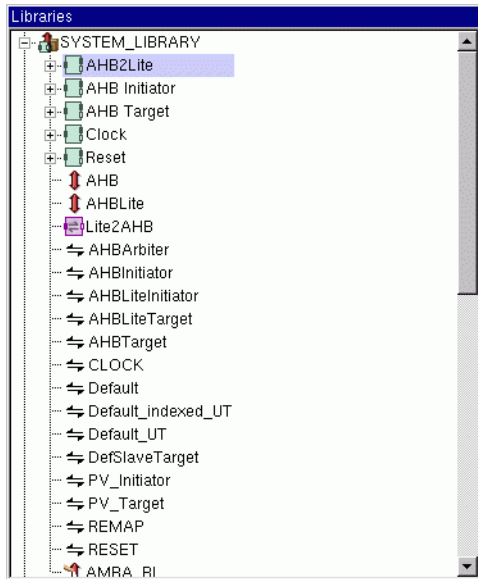 Libraries
SYSTEM_LIBRARY
AHB2Lite
AHB Initiator
AHB Target
Clock
Reset
AHB
AHBLite
Lite2AHB
AHBArbiter
AHBInitiator
AHBLiteInitiator
AHBLiteTarget
AHBTarget
CLOCK
Default
Default_indexed_UT
Default_UT
DefSlaveTarget
PV_Initiator
PV_Target
REMAP
RESET